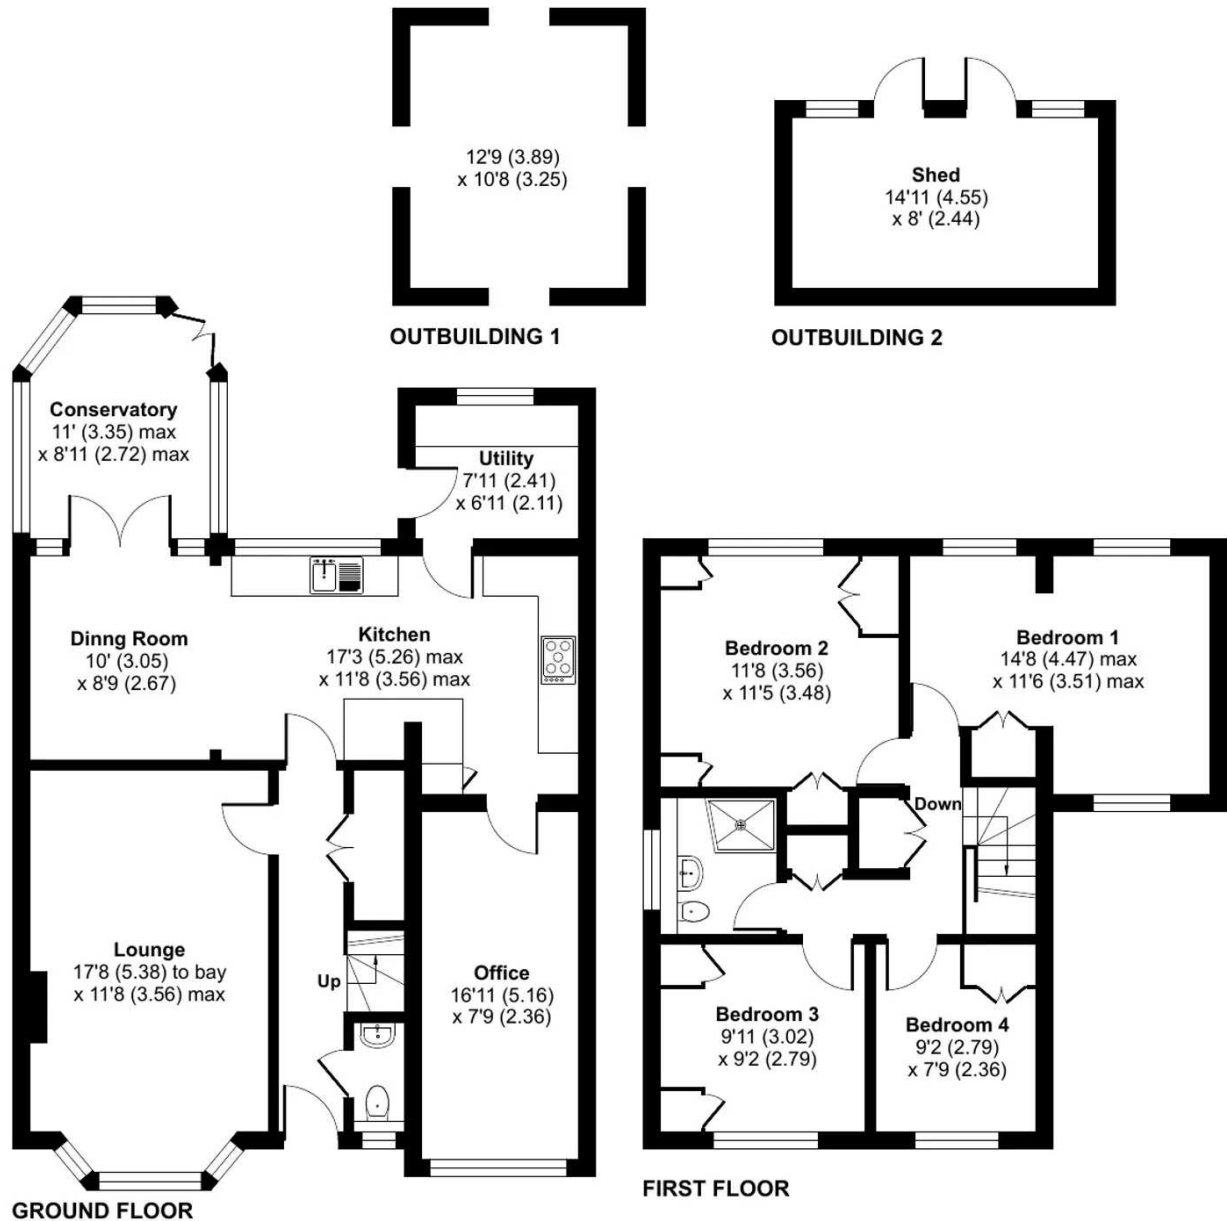 12'9 (3.89)
x 10'8 (3.25)
OUTBUILDING 1
Shed
14'11 (4.55)
x 8' (2.44)
OUTBUILDING 2
Conservatory
11' (3.35) max
x 8'11 (2.72) max
Utility
7'11 (2.41)
x 6'11 (2.11)
Dinng Room
10' (3.05)
x 8'9 (2.67)
Kitchen
17'3 (5.26) max
x 11'8 (3.56) max
Lounge
17'8 (5.38) to bay
x 11'8 (3.56) max
Up
Office
16'11 (5.16)
x 7'9 (2.36)
GROUND FLOOR
Bedroom 2
11'8 (3.56)
x 11'5 (3.48)
Bedroom 1
14'8 (4.47) max
x 11'6 (3.51) max
Down
Bedroom 3
9'11 (3.02)
x 9'2 (2.79)
Bedroom 4
9'2 (2.79)
x 7'9 (2.36)
FIRST FLOOR